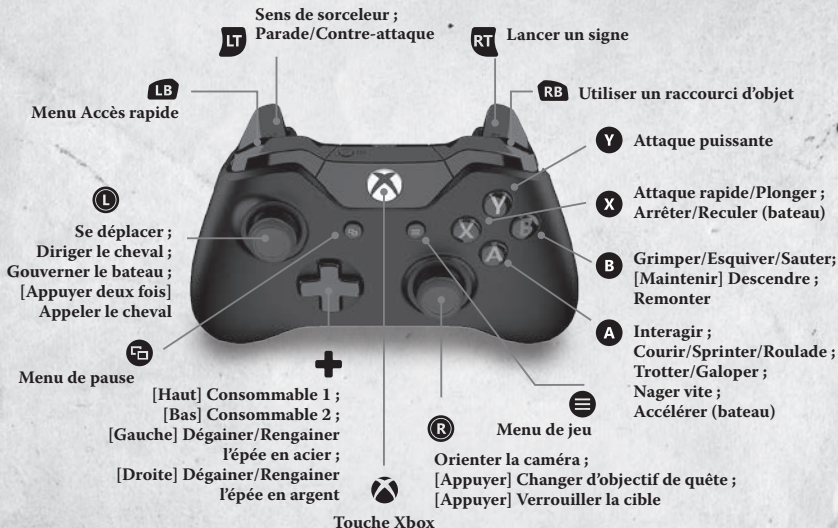 Sens de sorceleur ;
Parade/Contre-attaque
LT
RT
Lancer un signe
LB
Menu Accès rapide
RB
Utiliser un raccourci d'objet
Y
Attaque puissante
X
Attaque rapide/Plonger ;
Arrêter/Reculer (bateau)
B
Grimper/Esquiver/Sauter;
[Maintenir] Descendre ;
Remonter
A
Interagir ;
Courir/Sprinter/Roulade ;
Trotter/Galoper ;
Nager vite ;
Accélérer (bateau)
L
Se déplacer ;
Diriger le cheval ;
Gouverner le bateau ;
[Appuyer deux fois]
Appeler le cheval
Y
X
B
A
Menu de pause
[Haut] Consommable 1 ;
[Bas] Consommable 2 ;
[Gauche] Dégainer/Rengainer
l'épée en acier ;
[Droite] Dégainer/Rengainer
l'épée en argent
Touche Xbox
Menu de jeu
R
Orienter la caméra ;
[Appuyer] Changer d'objectif de quête ;
[Appuyer] Verrouiller la cible